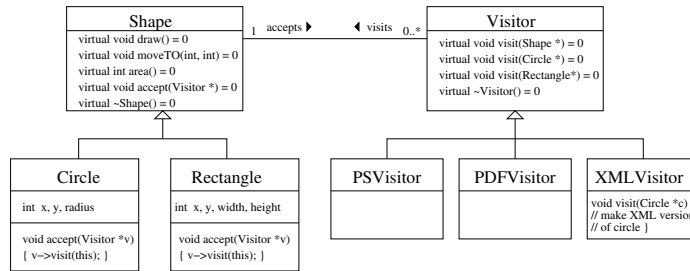 Shape
virtual void draw() = 0
virtual void moveTO(int, int) = 0
virtual int area() = 0
virtual void accept(Visitor *) = 0
virtual ~Shape() = 0
1 accepts visits 0..*
Visitor
virtual void visit(Shape *) = 0
virtual void visit(Circle *) = 0
virtual void visit(Rectangle*) = 0
virtual ~Visitor() = 0
Circle
int x, y, radius
void accept(Visitor *v)
{ v->visit(this); }
Rectangle
int x, y, width, height
void accept(Visitor *v)
{ v->visit(this); }
PSVisitor
PDFVisitor
XMLVisitor
void visit(Circle *c)
// make XML version
// of circle }